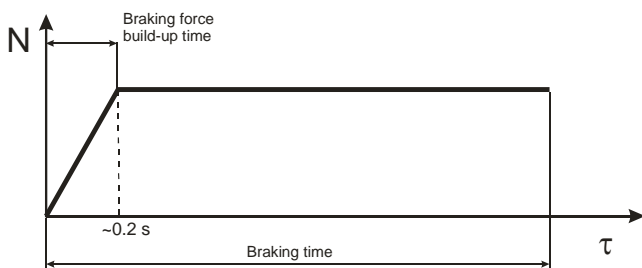 Braking force
build-up time
N
~0.2 s
Braking time
τ